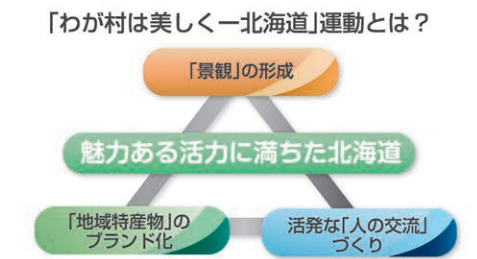 「わが村は美しくー北海道」運動とは？
「景観」の形成
魅力ある活力に満ちた北海道
「地域特産物」の
ブランド化
活発な「人の交流」
づくり